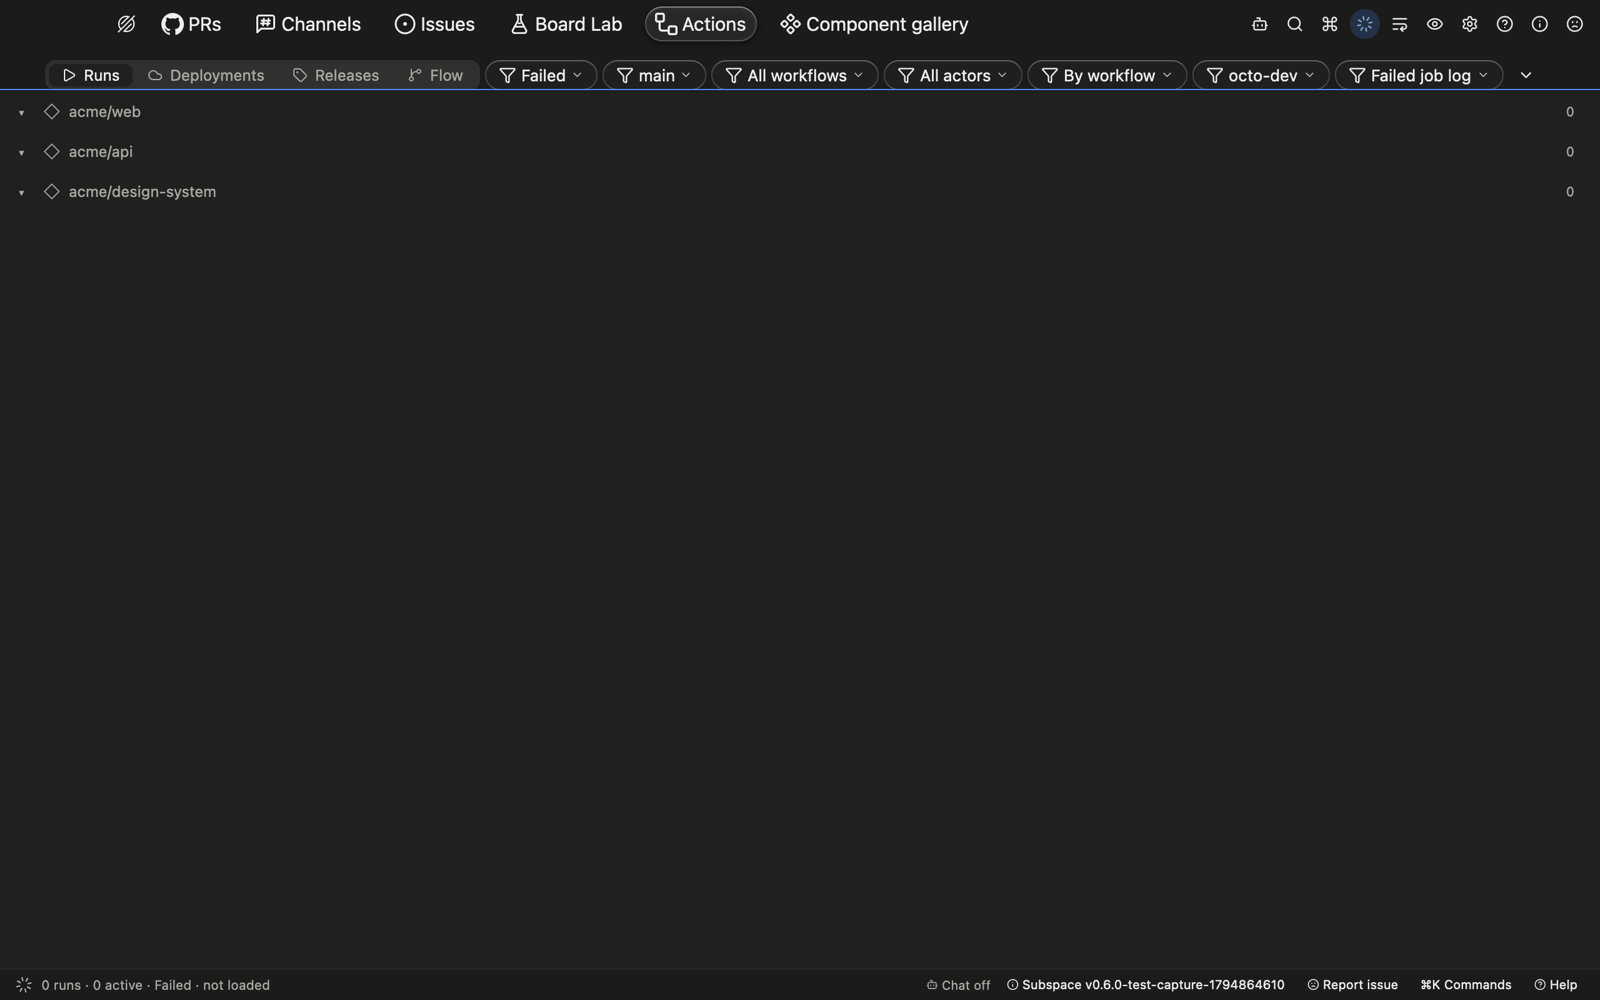 PRs Channels Issues Board Lab Actions Component gallery
Runs Deployments Releases Flow Failed main All workflows All actors By workflow octo-dev Failed job log
acme/web 0
acme/api 0
acme/design-system 0
0 runs · 0 active · Failed · not loaded Chat off Subspace v0.6.0-test-capture-1794864610 Report issue ⌘K Commands Help